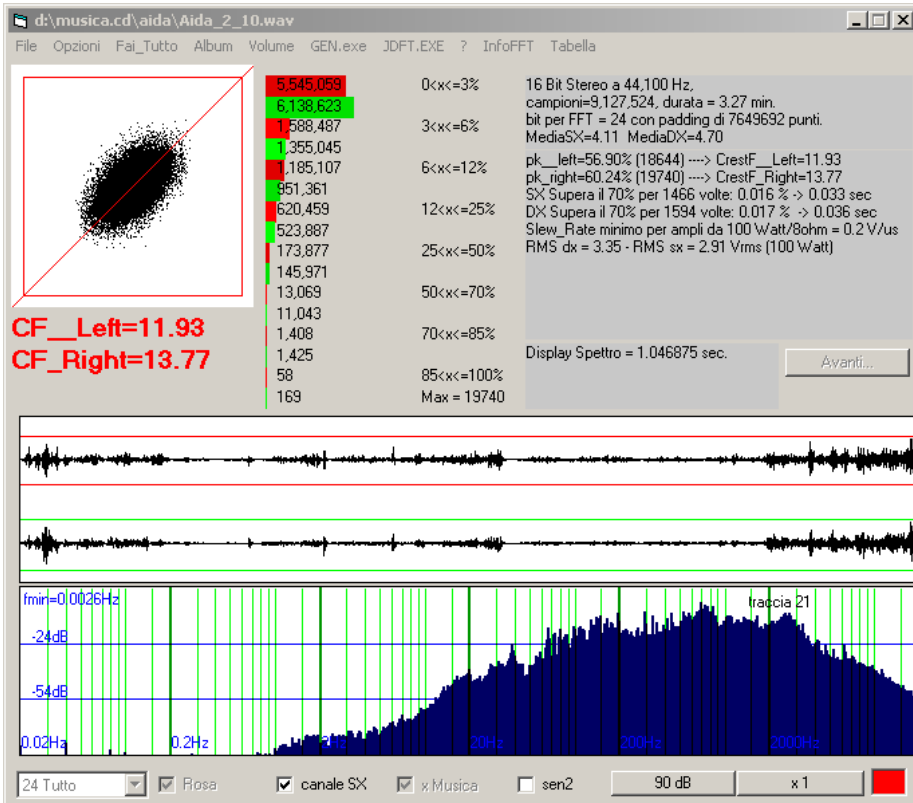 d:\musica.cd\aida\Aida_2_10.wav
File Opzioni Fai_Tutto Album Volume GEN.exe JDFT.EXE ? InfoFFT Tabella
5,545,059 0<x<=3%
6,138,623
1,588,487 3<x<=6%
1,355,045
1,185,107 6<x<=12%
951,361
620,459 12<x<=25%
523,887
173,877 25<x<=50%
145,971
13,069 50<x<=70%
11,043
1,408 70<x<=85%
1,425
58 85<x<=100%
169 Max = 19740
16 Bit Stereo a 44,100 Hz,
campioni=9,127,524, durata = 3.27 min.
bit per FFT = 24 con padding di 7649692 punti.
MediaSX=4.11 MediaDX=4.70
pk__left=56.90% (18644) ----> CrestF__Left=11.93
pk_right=60.24% (19740) ----> CrestF_Right=13.77
SX Supera il 70% per 1466 volte: 0.016 % -> 0.033 sec
DX Supera il 70% per 1594 volte: 0.017 % -> 0.036 sec
Slew_Rate minimo per ampli da 100 Watt/8ohm = 0.2 V/us
RMS dx = 3.35 - RMS sx = 2.91 Vrms (100 Watt)
CF__Left=11.93
CF_Right=13.77
Display Spettro = 1.046875 sec.
Avanti...
fmin=0.0026Hz
traccia 21
-24dB
-54dB
0.02Hz 0.2Hz 2Hz 20Hz 200Hz 2000Hz
24 Tutto Rosa canale SX x Musica sen2 90 dB x 1